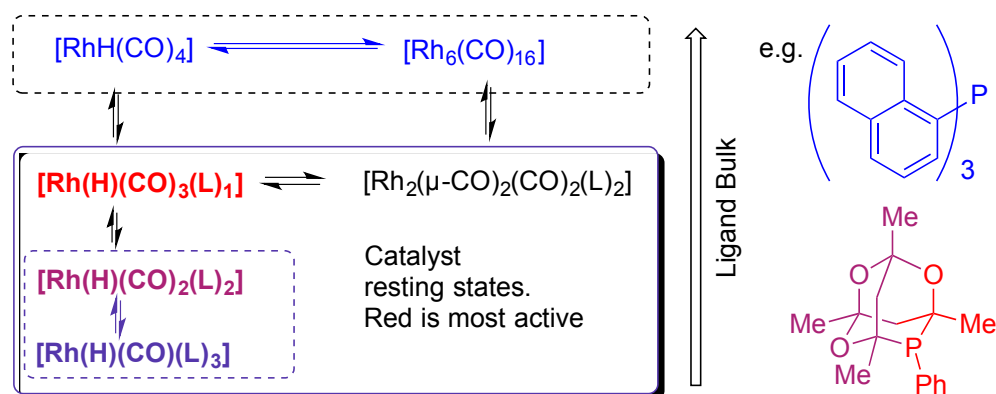 [RhH(CO)₄]
[Rh₆(CO)₁₆]
[Rh(H)(CO)₃(L)₁]
[Rh₂(μ-CO)₂(CO)₂(L)₂]
[Rh(H)(CO)₂(L)₂]
[Rh(H)(CO)(L)₃]
Catalyst
resting states.
Red is most active
Ligand Bulk
e.g.
P
3
Me
O
O
Me
Me
O
P
Me
Ph